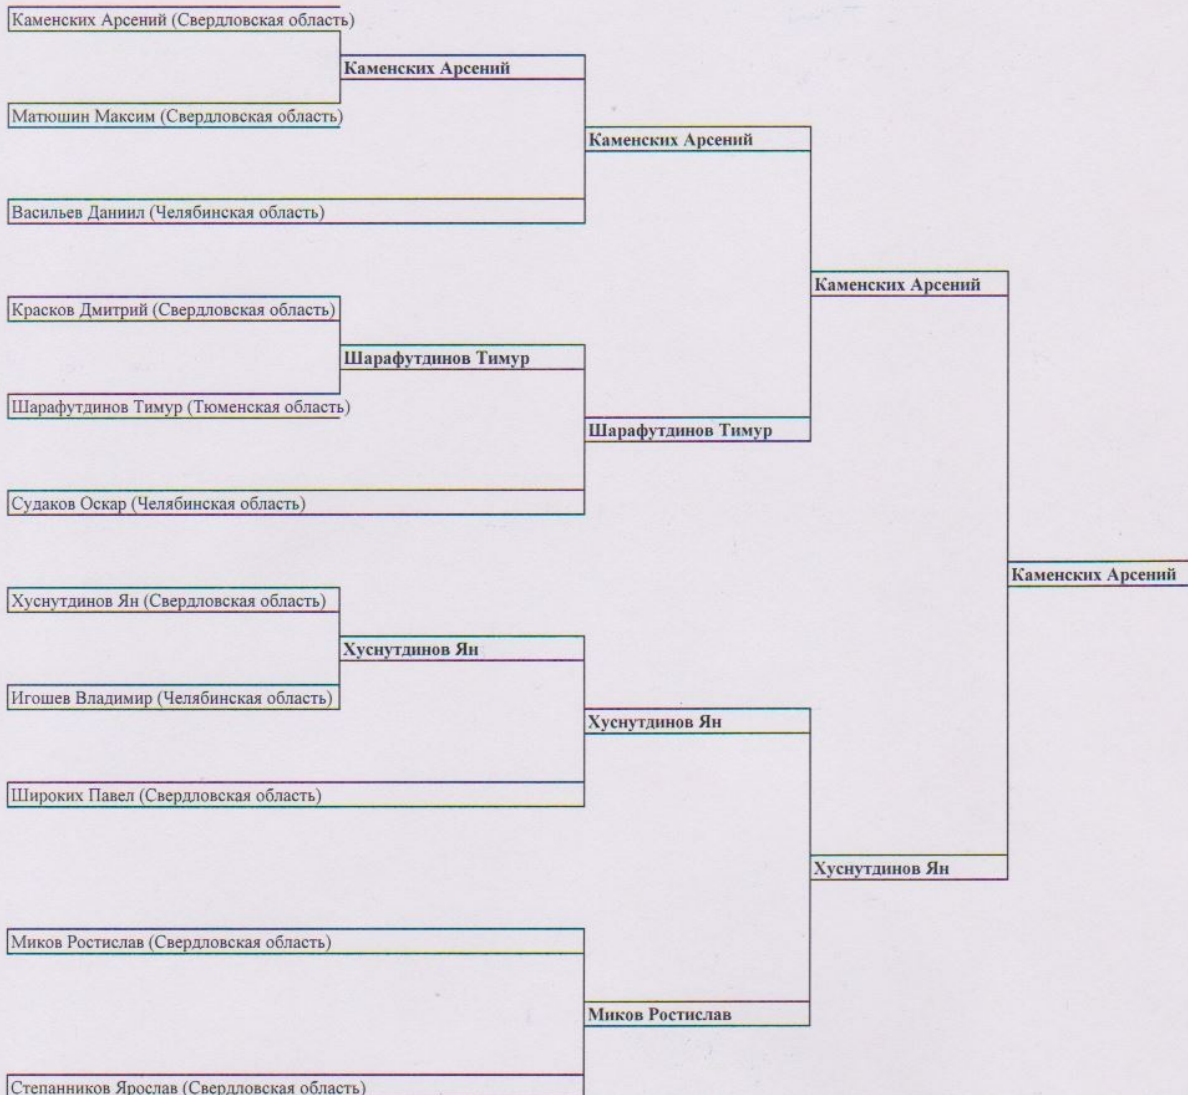 Каменских Арсений (Свердловская область)
Каменских Арсений
Матюшин Максим (Свердловская область)
Каменских Арсений
Васильев Даниил (Челябинская область)
Каменских Арсений
Красков Дмитрий (Свердловская область)
Шарафутдинов Тимур
Шарафутдинов Тимур (Тюменская область)
Шарафутдинов Тимур
Судаков Оскар (Челябинская область)
Каменских Арсений
Хуснутдинов Ян (Свердловская область)
Хуснутдинов Ян
Игошев Владимир (Челябинская область)
Хуснутдинов Ян
Широких Павел (Свердловская область)
Хуснутдинов Ян
Миков Ростислав (Свердловская область)
Миков Ростислав
Степанников Ярослав (Свердловская область)